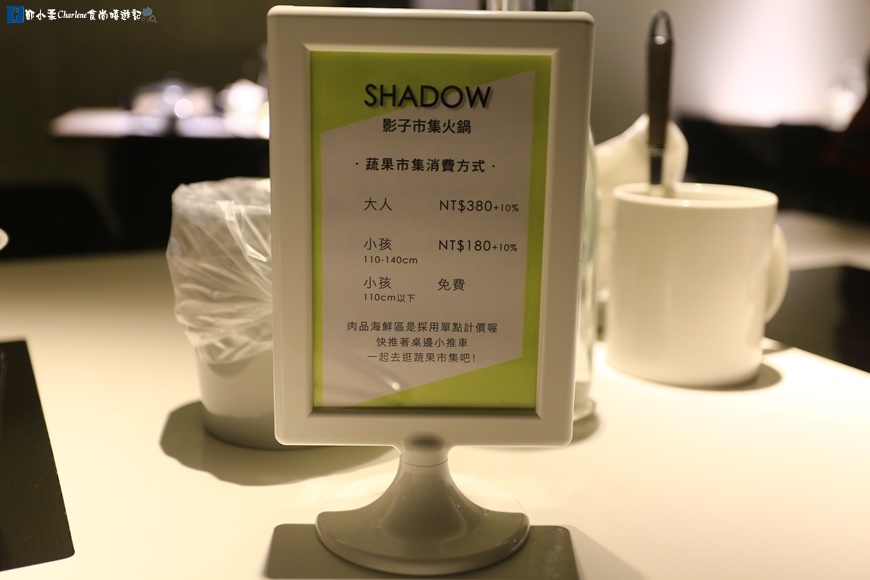 鄭小柔Charlene食尚嬉遊記
SHADOW
影子市集火鍋
·蔬果市集消費方式·
大人 NT$380+10%
小孩 NT$180+10%
110-140cm
小孩 免費
110cm以下
肉品海鮮區是採用單點計價喔
快推著桌邊小推車
一起去逛蔬果市集吧!